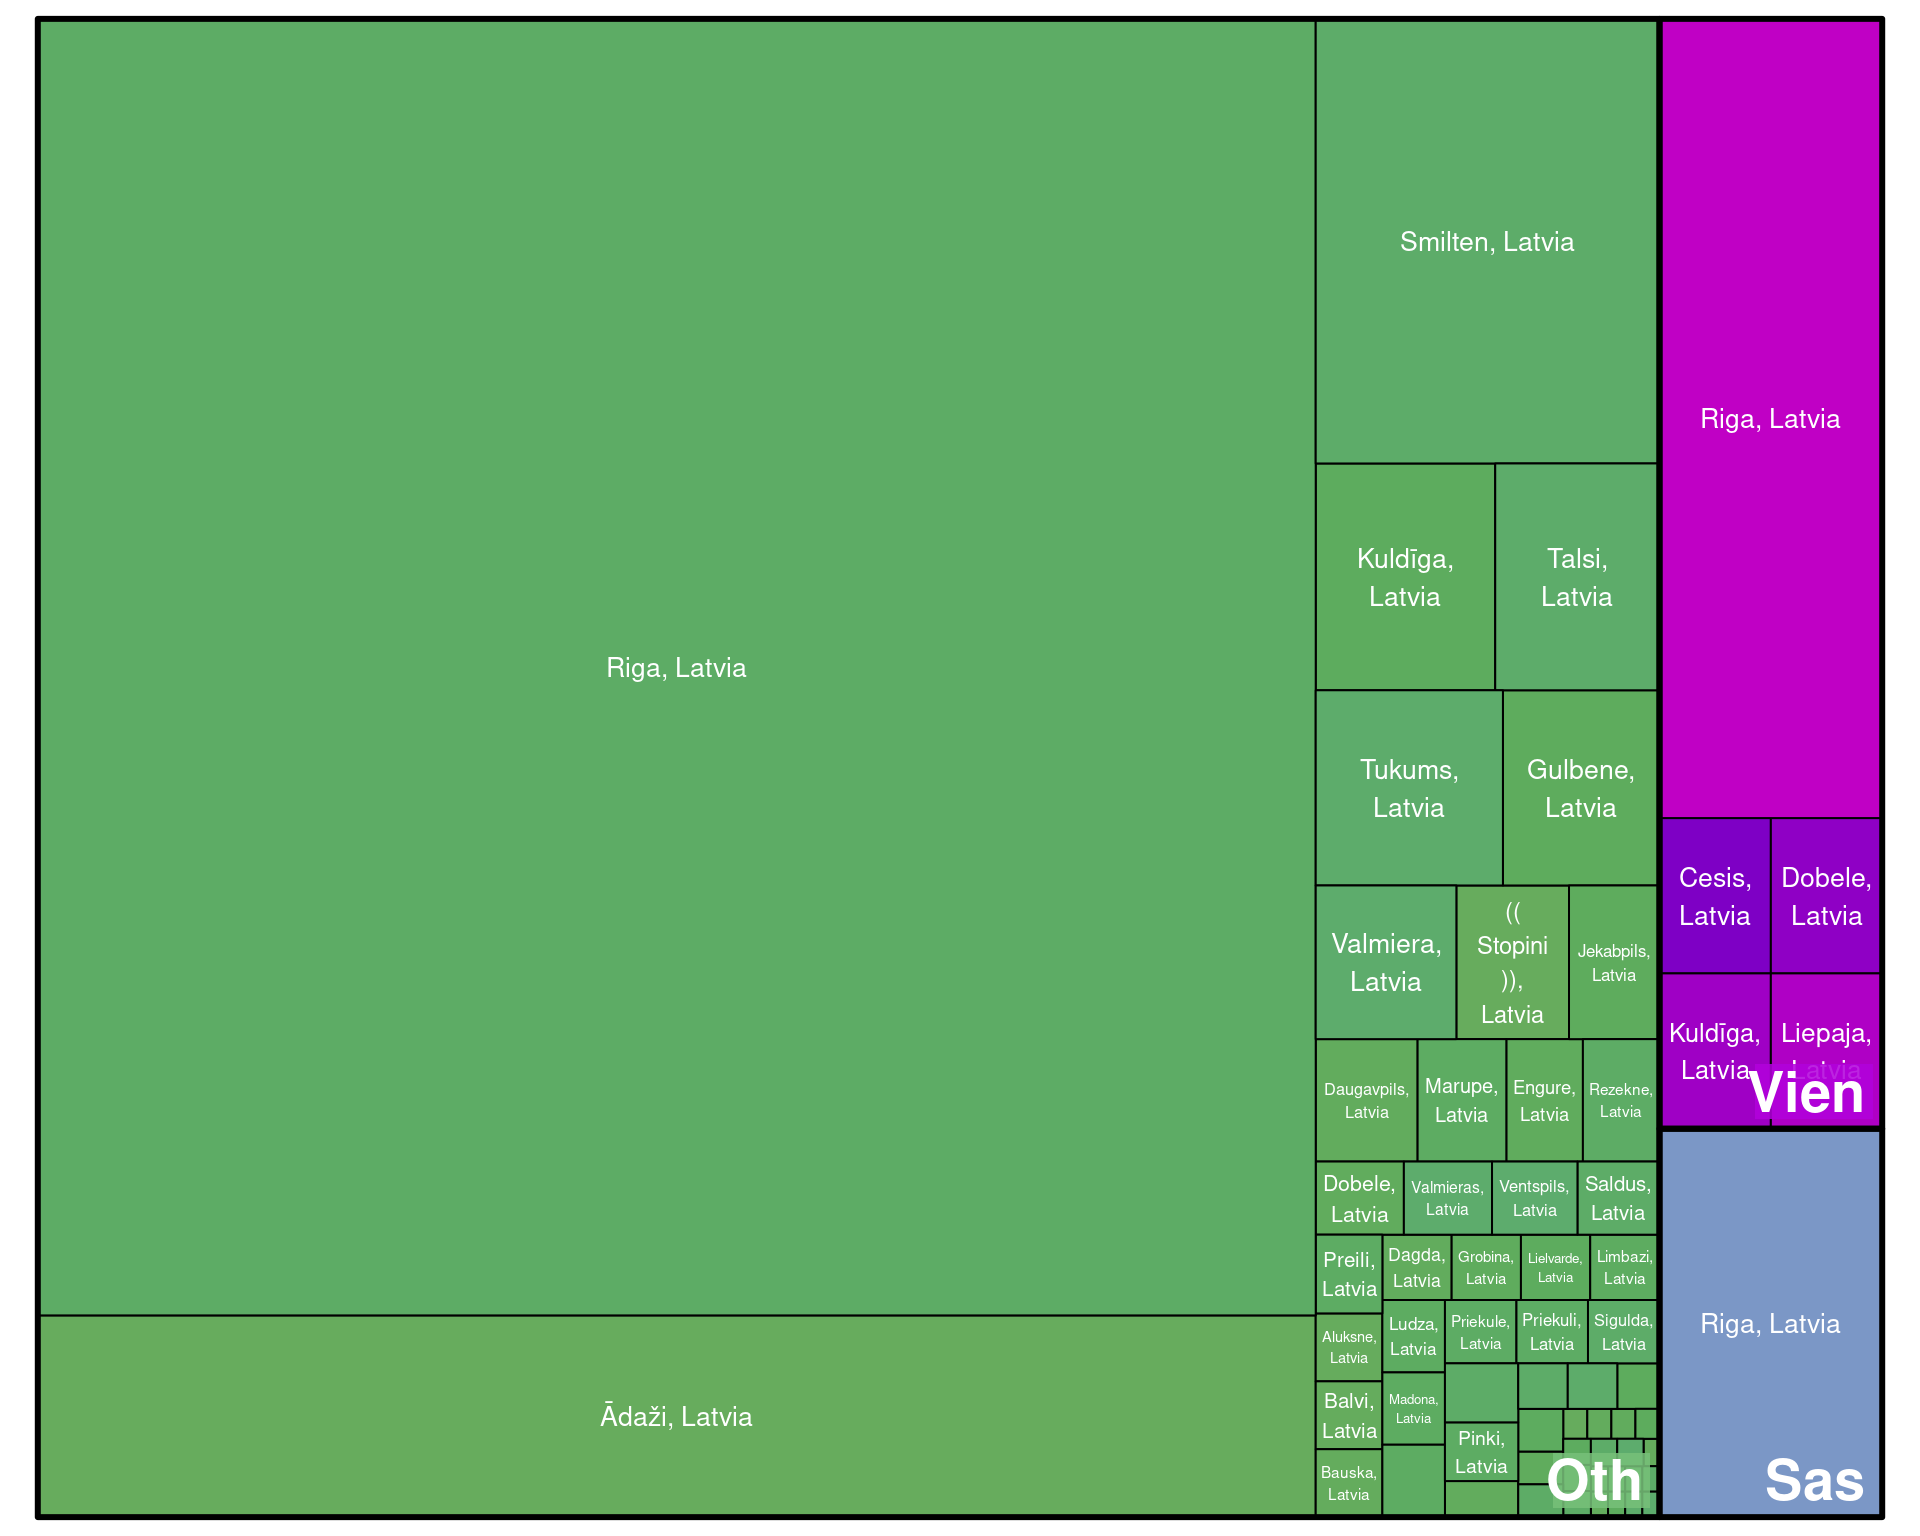 Riga, Latvia
Ādaži, Latvia
Smilten, Latvia
Kuldīga,
Latvia
Talsi,
Latvia
Tukums,
Latvia
Gulbene,
Latvia
Valmiera,
Latvia
((
Stopini
)),
Latvia
Jekabpils,
Latvia
Daugavpils,
Latvia
Marupe,
Latvia
Engure,
Latvia
Rezekne,
Latvia
Dobele,
Latvia
Valmieras,
Latvia
Ventspils,
Latvia
Saldus,
Latvia
Preili,
Latvia
Dagda,
Latvia
Grobina,
Latvia
Lielvarde,
Latvia
Limbazi,
Latvia
Aluksne,
Latvia
Ludza,
Latvia
Priekule,
Latvia
Priekuli,
Latvia
Sigulda,
Latvia
Balvi,
Latvia
Madona,
Latvia
Pinki,
Latvia
Bauska,
Latvia
Oth
Riga, Latvia
Cesis,
Latvia
Dobele,
Latvia
Kuldīga,
Latvia
Liepaja,
Latvia
Vien
Riga, Latvia
Sas